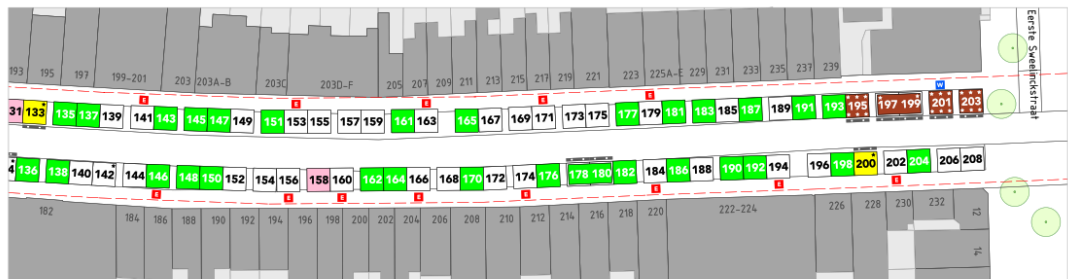 193 195 197 199-201 203 203A-B 203C 203D-F 205 207 209 211 213 215 217 219 221 223 225A-E 229 231 233 235 237 239
Eerste Sweelinckstraat
E E E E E W
31 133 135 137 139 141 143 145 147 149 151 153 155 157 159 161 163 165 167 169 171 173 175 177 179 181 183 185 187 189 191 193 195 197 199 201 203
4 136 138 140 142 144 146 148 150 152 154 156 158 160 162 164 166 168 170 172 174 176 178 180 182 184 186 188 190 192 194 196 198 200 202 204 206 208
E E E E E E E E
182 184 186 188 190 192 194 196 198 200 202 204 206 208 210 212 214 216 218 220 222-224 226 228 230 232 12
14